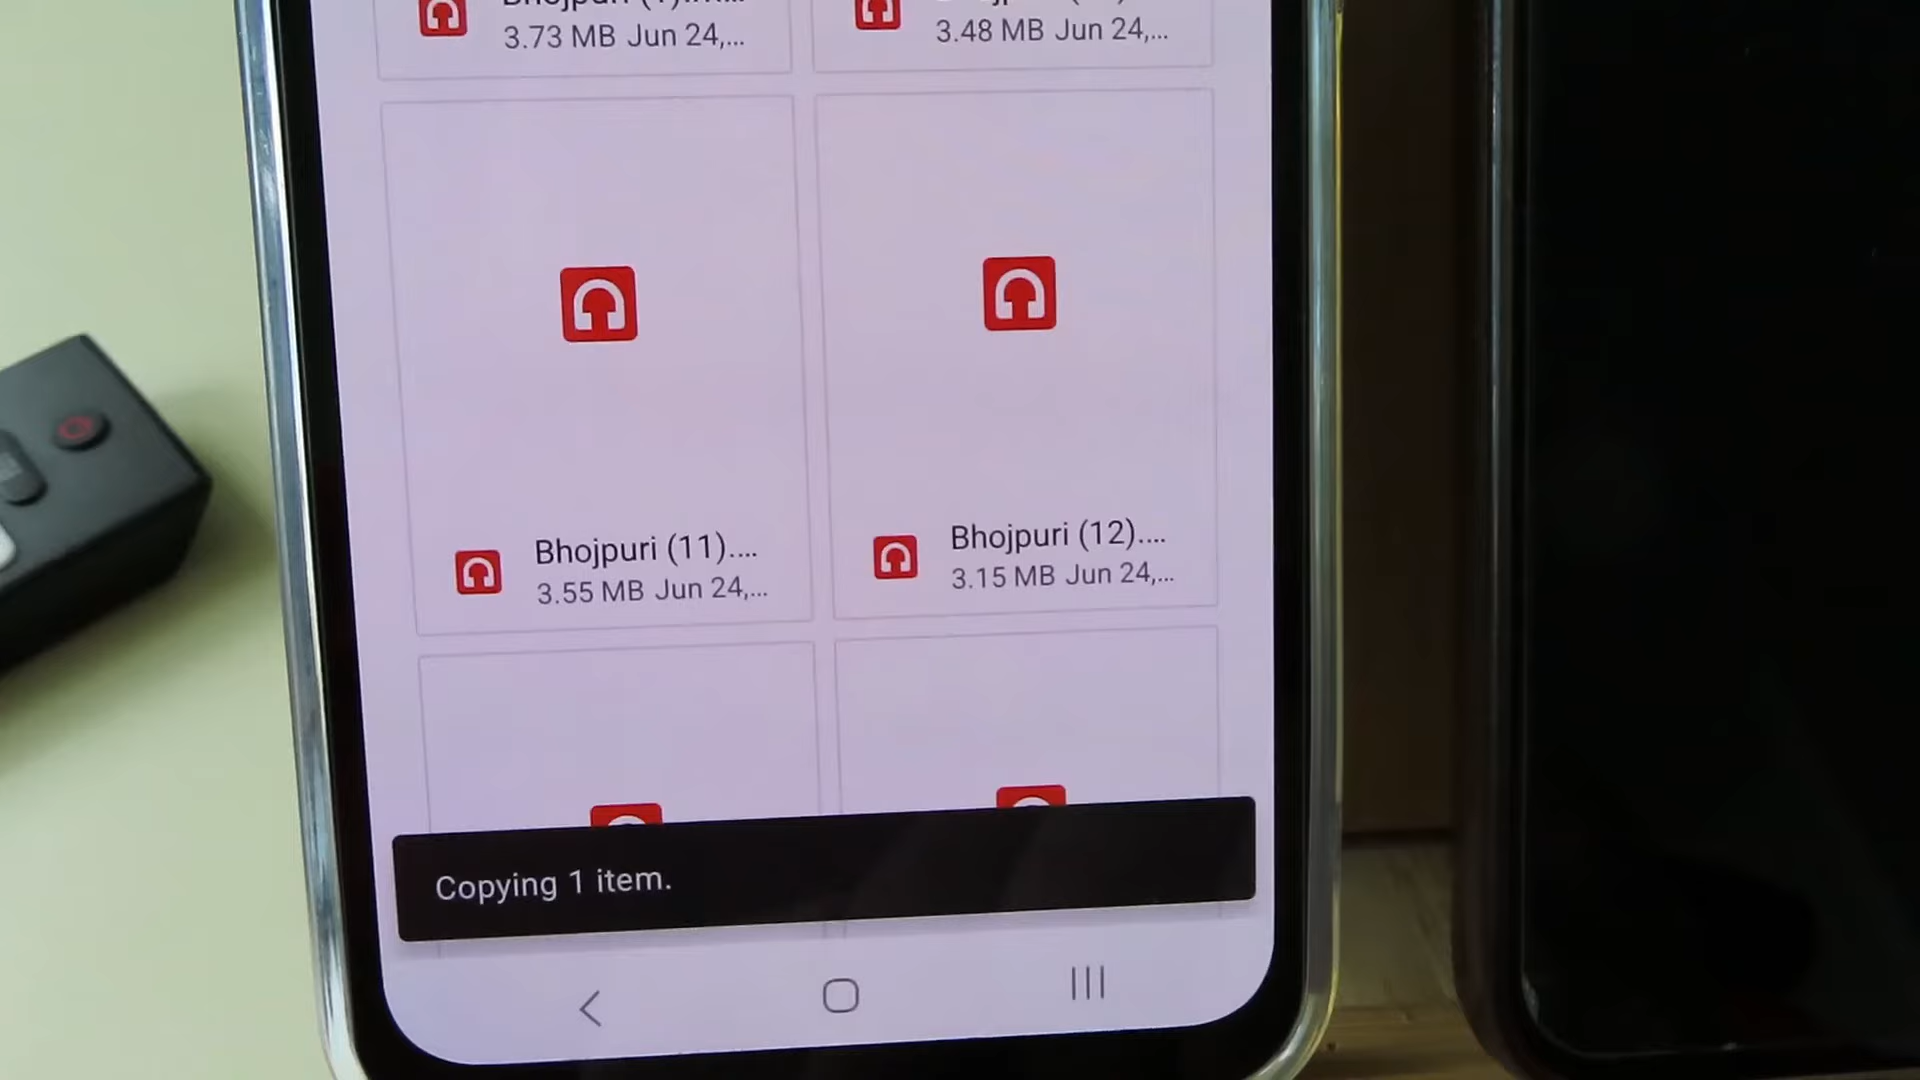 3.73 MB Jun 24,...
3.48 MB Jun 24,...
Bhojpuri (11)....
3.55 MB Jun 24,...
Bhojpuri (12)....
3.15 MB Jun 24,...
Copying 1 item.